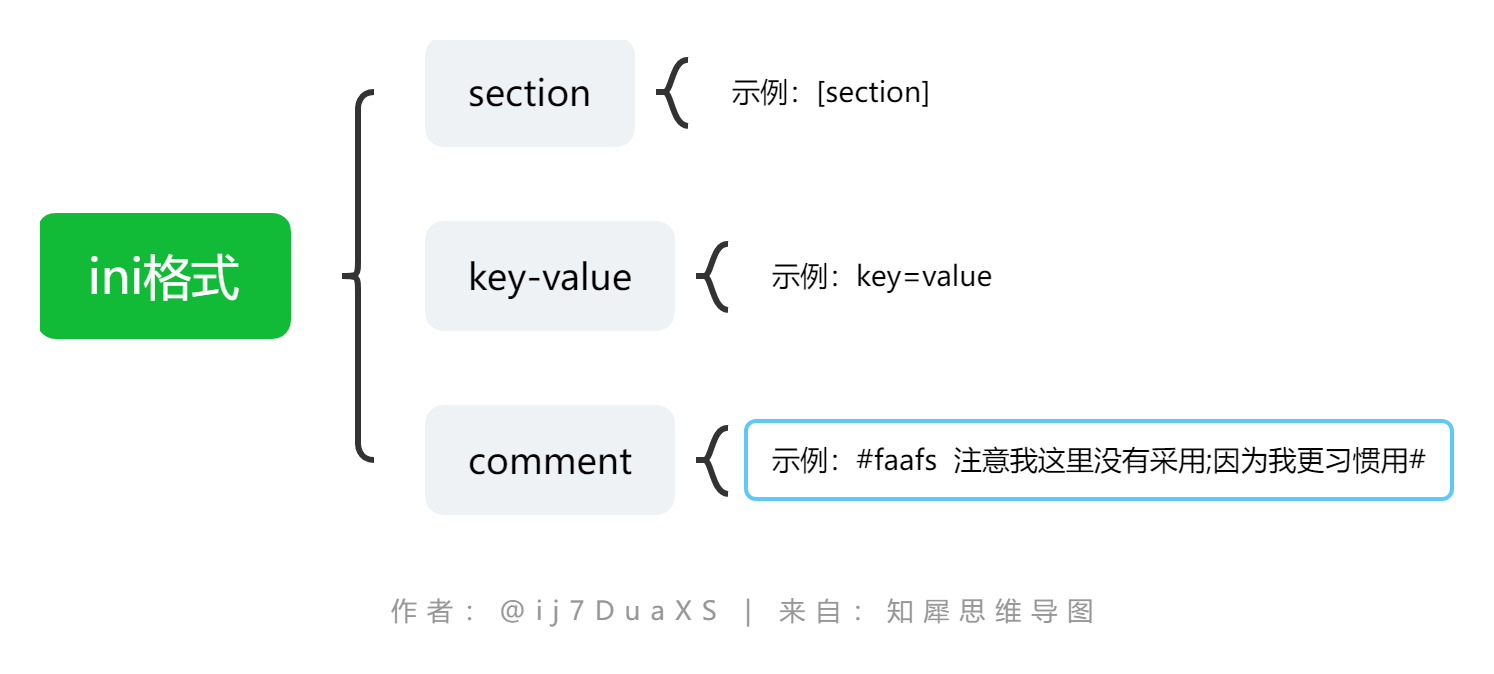 section
示例：[section]
ini格式
key-value
示例：key=value
comment
示例：#faafs  注意我这里没有采用;因为我更习惯用#
作者：@ij7DuaXS | 来自：知犀思维导图